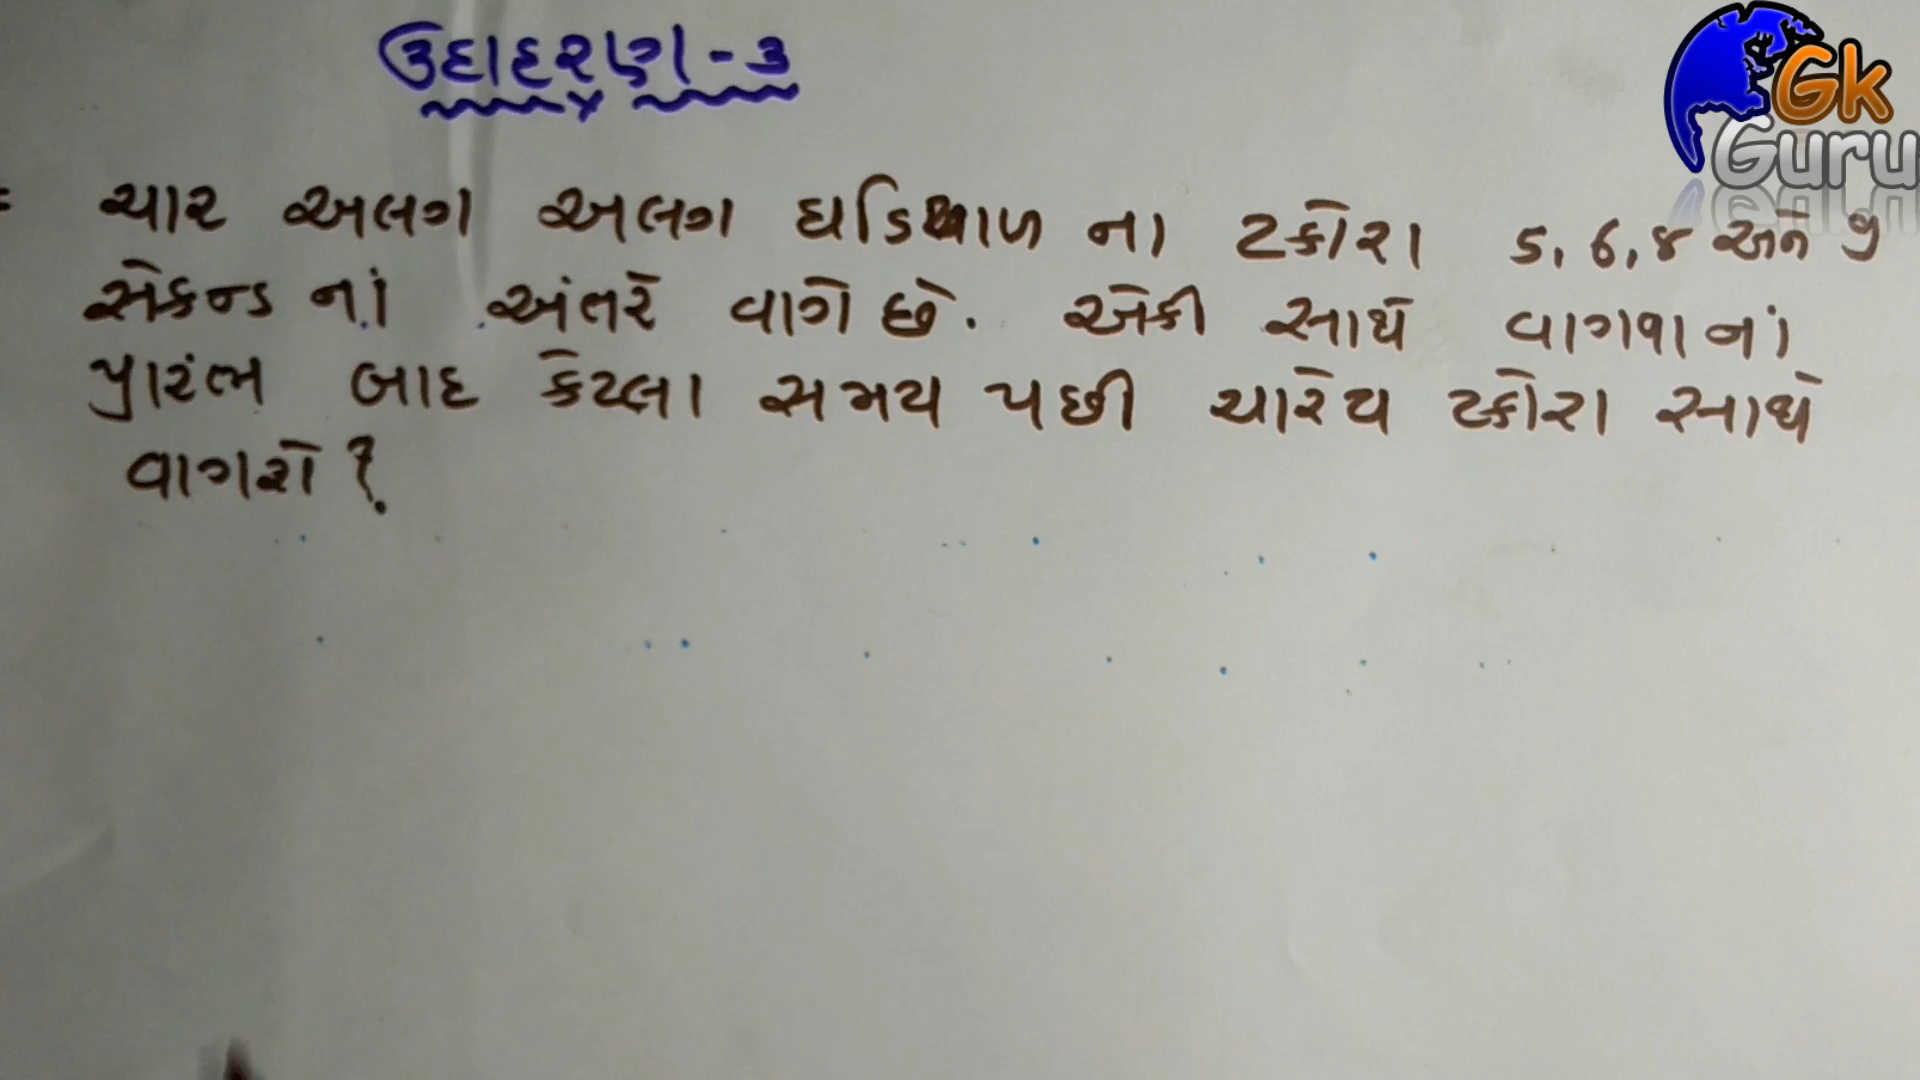 ઉદાહરણ-૩
Gk
Guru
ચાર અલગ અલગ ઘડિયાળ ના ટકોરા 5, 6, 8 અને 9
સેકન્ડ નાં અંતરે વાગે છે. એકી સાથે વાગવા નાં
પ્રારંભ બાદ કેટલા સમય પછી ચારેય ટકોરા સાથે
વાગશે ?